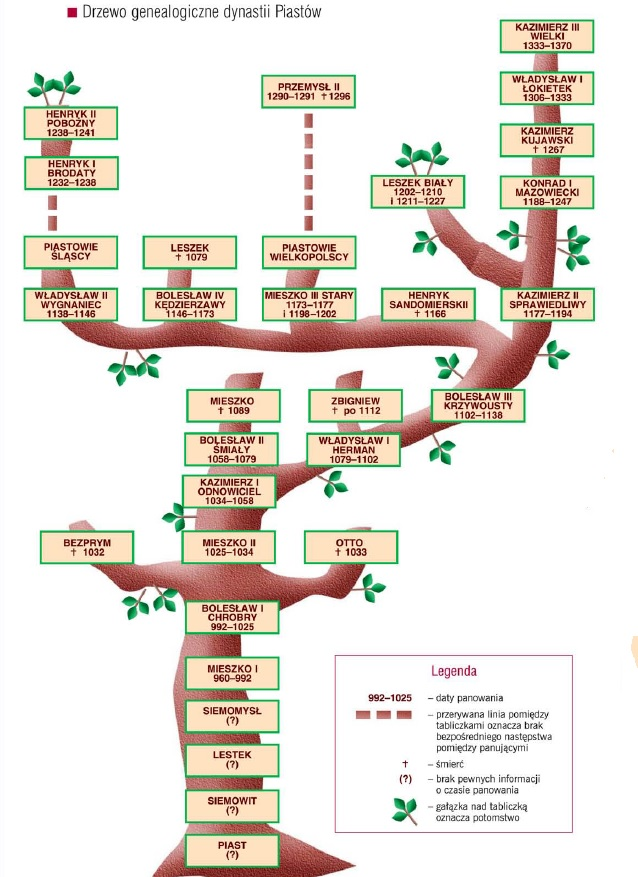 Drzewo genealogiczne dynastii Piastów
KAZIMIERZ III
WIELKI
1333–1370
WŁADYSŁAW I
ŁOKIETEK
1306–1333
KAZIMIERZ
KUJAWSKI
† 1267
KONRAD I
MAZOWIECKI
1188–1247
PRZEMYSŁ II
1290–1291 † 1296
HENRYK II
POBOŻNY
1238–1241
HENRYK I
BRODATY
1232–1238
LESZEK BIAŁY
1202–1210
i 1211–1227
PIASTOWIE
ŚLĄSCY
LESZEK
† 1079
PIASTOWIE
WIELKOPOLSCY
WŁADYSŁAW II
WYGNANIEC
1138–1146
BOLESŁAW IV
KĘDZIERZAWY
1146–1173
MIESZKO III STARY
i 1173–1177
i 1198–1202
HENRYK
SANDOMIERSKII
† 1166
KAZIMIERZ II
SPRAWIEDLIWY
1177–1194
MIESZKO
† 1089
ZBIGNIEW
† po 1112
BOLESŁAW III
KRZYWOUSTY
1102–1138
BOLESŁAW II
ŚMIAŁY
1058–1079
WŁADYSŁAW I
HERMAN
1079–1102
KAZIMIERZ I
ODNOWICIEL
1034–1058
BEZPRYM
† 1032
MIESZKO II
1025–1034
OTTO
† 1033
BOLESŁAW I
CHROBRY
992–1025
MIESZKO I
960–992
SIEMOMYSŁ
(?)
LESTEK
(?)
SIEMOWIT
(?)
PIAST
(?)
Legenda
992–1025 – daty panowania
– przerywana linia pomiędzy
tabliczkami oznacza brak
bezpośredniego następstwa
pomiędzy panującymi
† – śmierć
(?) – brak pewnych informacji
o czasie panowania
– gałązka nad tabliczką
oznacza potomstwo